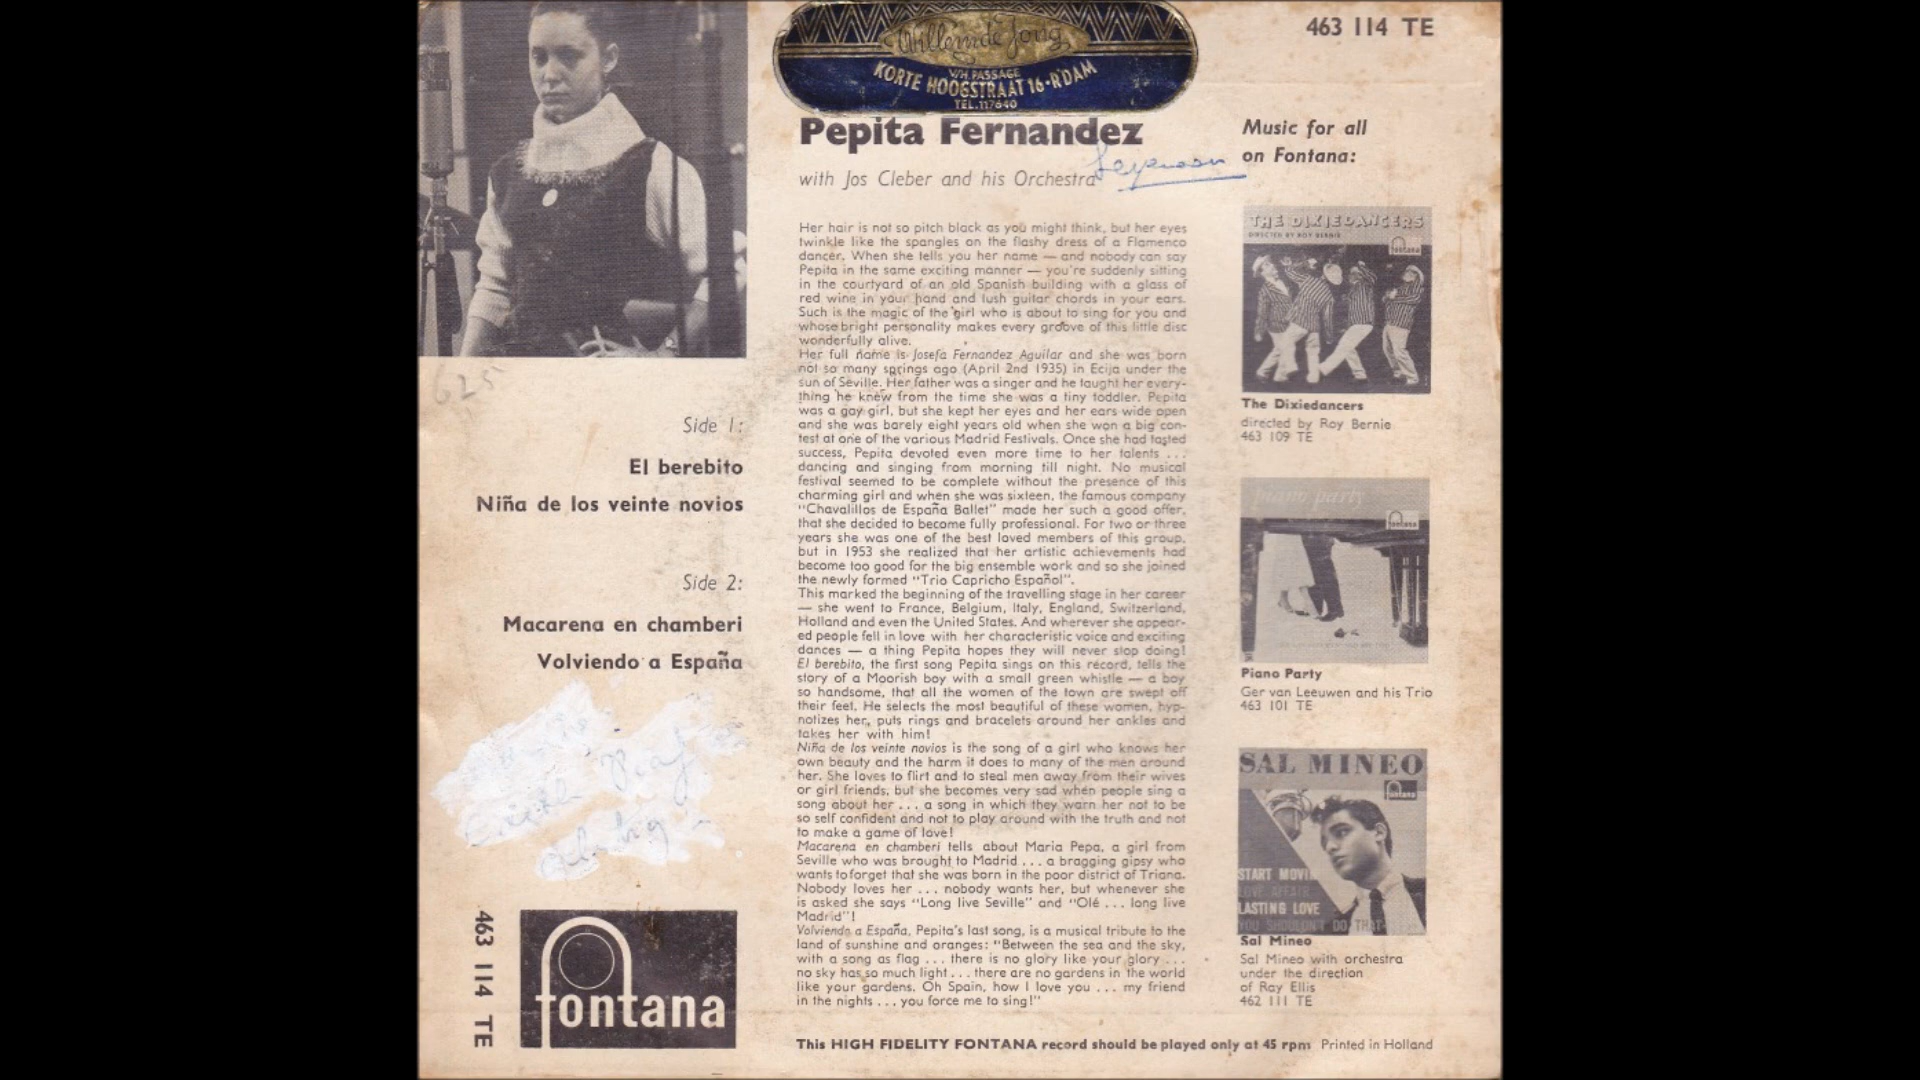 463 114 TE
Willem de Jong
V/H. PASSAGE
KORTE HOOGSTRAAT 16-R'DAM
TEL.117640
Pepita Fernandez
with Jos Cleber and his Orchestra
Her hair is not so pitch black as you might think, but her eyes
twinkle like the spangles on the flashy dress of a Flamenco
dancer. When she tells you her name — and nobody can say
Pepita in the same exciting manner — you're suddenly sitting
in the courtyard of an old Spanish building with a glass of
red wine in your hand and lush guitar chords in your ears.
Such is the magic of the girl who is about to sing for you and
whose bright personality makes every groove of this little disc
wonderfully alive.
Her full name is Josefa Fernandez Aguilar and she was born
not so many springs ago (April 2nd 1935) in Ecija under the
sun of Seville. Her father was a singer and he taught her every-
thing he knew from the time she was a tiny toddler. Pepita
was a gay girl, but she kept her eyes and her ears wide open
and she was barely eight years old when she won a big con-
test at one of the various Madrid Festivals. Once she had tasted
success, Pepita devoted even more time to her talents ...
dancing and singing from morning till night. No musical
festival seemed to be complete without the presence of this
charming girl and when she was sixteen, the famous company
"Chavalillos de España Ballet" made her such a good offer,
that she decided to become fully professional. For two or three
years she was one of the best loved members of this group,
but in 1953 she realized that her artistic achievements had
become too good for the big ensemble work and so she joined
the newly formed "Trio Capricho Español".
This marked the beginning of the travelling stage in her career
— she went to France, Belgium, Italy, England, Switzerland,
Holland and even the United States. And wherever she appear-
ed people fell in love with her characteristic voice and exciting
dances — a thing Pepita hopes they will never stop doing!
El berebito, the first song Pepita sings on this record, tells the
story of a Moorish boy with a small green whistle — a boy
so handsome, that all the women of the town are swept off
their feet. He selects the most beautiful of these women, hyp-
notizes her, puts rings and bracelets around her ankles and
takes her with him!
Niña de los veinte novios is the song of a girl who knows her
own beauty and the harm it does to many of the men around
her. She loves to flirt and to steal men away from their wives
or girl friends, but she becomes very sad when people sing a
song about her ... a song in which they warn her not to be
so self confident and not to play around with the truth and not
to make a game of love!
Macarena en chamberi tells about Maria Pepa, a girl from
Seville who was brought to Madrid ... a bragging gipsy who
wants to forget that she was born in the poor district of Triana.
Nobody loves her ... nobody wants her, but whenever she
is asked she says "Long live Seville" and "Olé ... long live
Madrid"!
Volviendo a España, Pepita's last song, is a musical tribute to the
land of sunshine and oranges: "Between the sea and the sky,
with a song as flag ... there is no glory like your glory ...
no sky has so much light ... there are no gardens in the world
like your gardens. Oh Spain, how I love you ... my friend
in the nights ... you force me to sing!"
625
Side 1:
El berebito
Niña de los veinte novios
Side 2:
Macarena en chamberi
Volviendo a España
463 114 TE
fontana
Music for all
on Fontana:
THE DIXIEDANCERS
DIRECTED BY ROY BERNIE
fontana
The Dixiedancers
directed by Roy Bernie
463 109 TE
piano party
fontana
Piano Party
Ger van Leeuwen and his Trio
463 101 TE
SAL MINEO
fontana
START MOVIN
LOVE AFFAIR
LASTING LOVE
YOU SHOULDN'T DO THAT
Sal Mineo
Sal Mineo with orchestra
under the direction
of Ray Ellis
462 111 TE
This HIGH FIDELITY FONTANA record should be played only at 45 rpm Printed in Holland